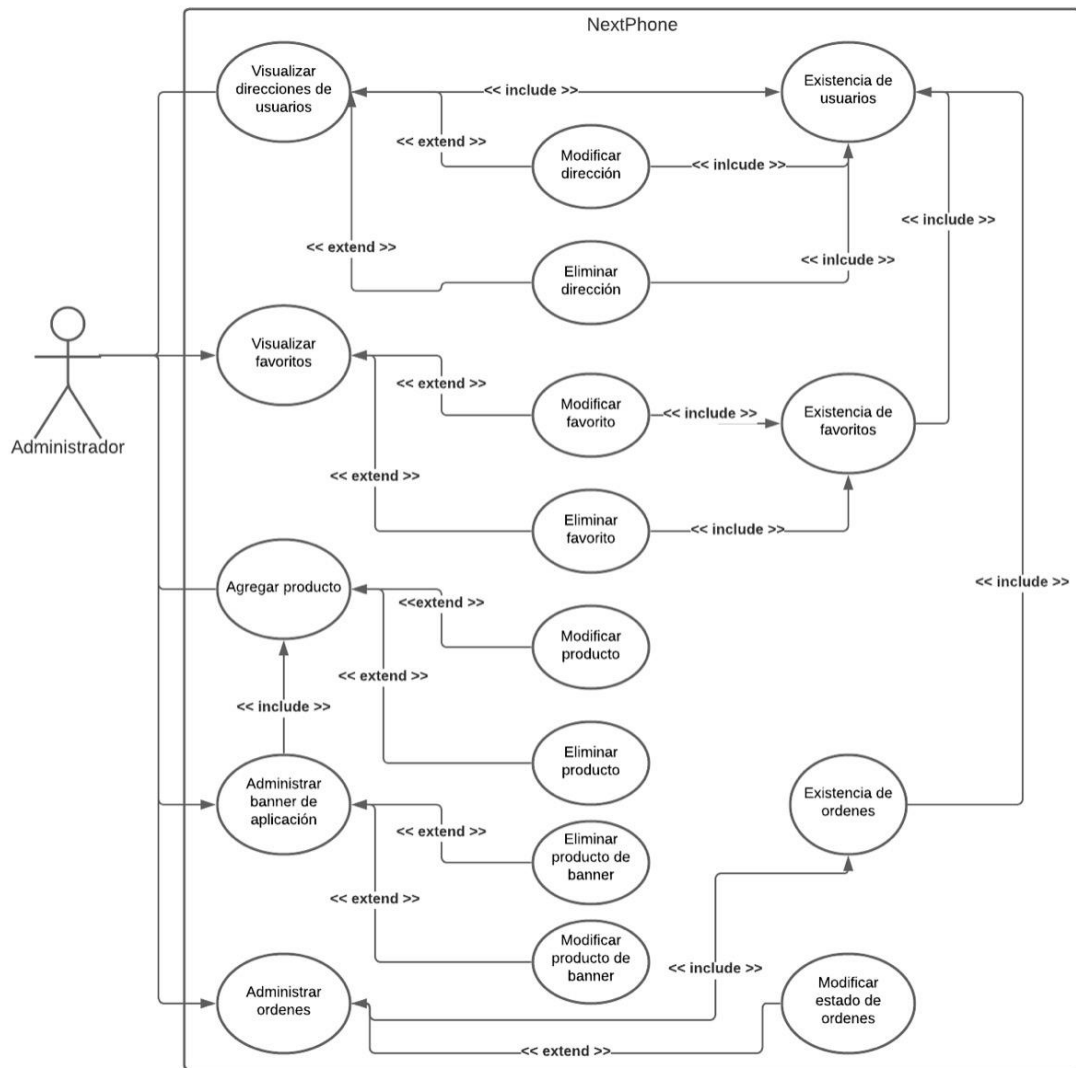 NextPhone
Visualizar
direcciones de
usuarios
<< include >>
Existencia de
usuarios
<< extend >>
Modificar
dirección
<< inlcude >>
<< include >>
<< extend >>
Eliminar
dirección
<< inlcude >>
Visualizar
favoritos
<< extend >>
Modificar
favorito
<< include >>
Existencia de
favoritos
Administrador
<< extend >>
Eliminar
favorito
<< include >>
Agregar producto
<<extend >>
<< include >>
Modificar
producto
<< extend >>
<< include >>
Eliminar
producto
Administrar
banner de
aplicación
Existencia de
ordenes
<< extend >>
Eliminar
producto de
banner
<< extend >>
Modificar
producto de
banner
<< include >>
Administrar
ordenes
Modificar
estado de
ordenes
<< extend >>